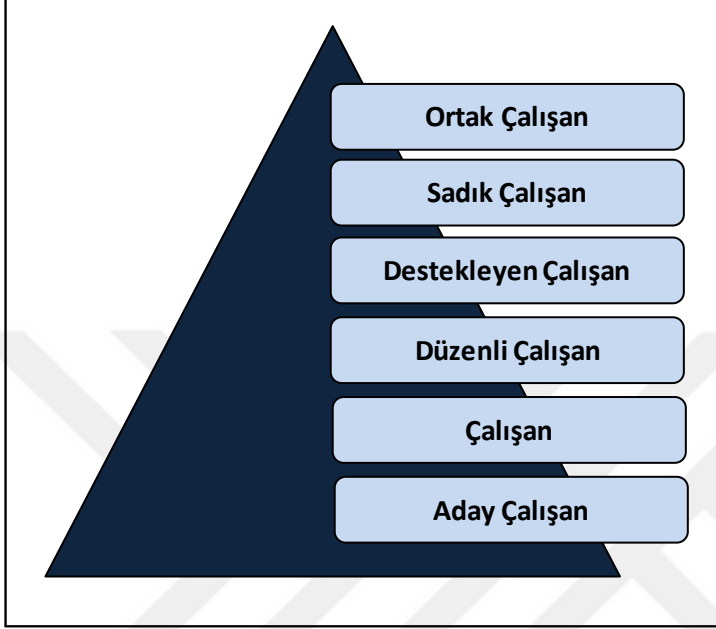 Ortak Çalışan
Sadık Çalışan
Destekleyen Çalışan
Düzenli Çalışan
Çalışan
Aday Çalışan